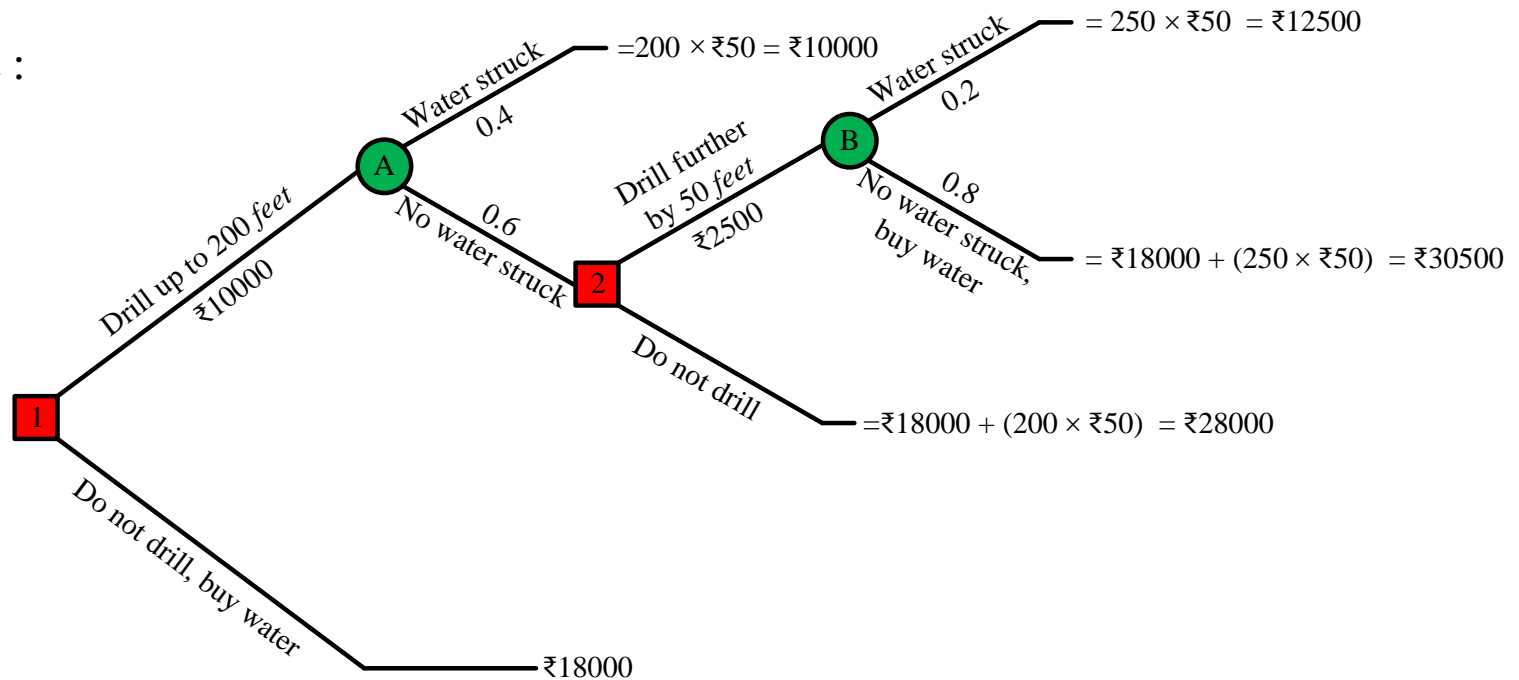 :
Water struck
0.4
=200 × ₹50 = ₹10000
Water struck
0.2
= 250 × ₹50 = ₹12500
A
B
Drill up to 200 feet
₹10000
No water struck
0.6
Drill further
by 50 feet
₹2500
0.8
No water struck,
buy water
= ₹18000 + (250 × ₹50) = ₹30500
2
Do not drill
=₹18000 + (200 × ₹50) = ₹28000
1
Do not drill, buy water
₹18000